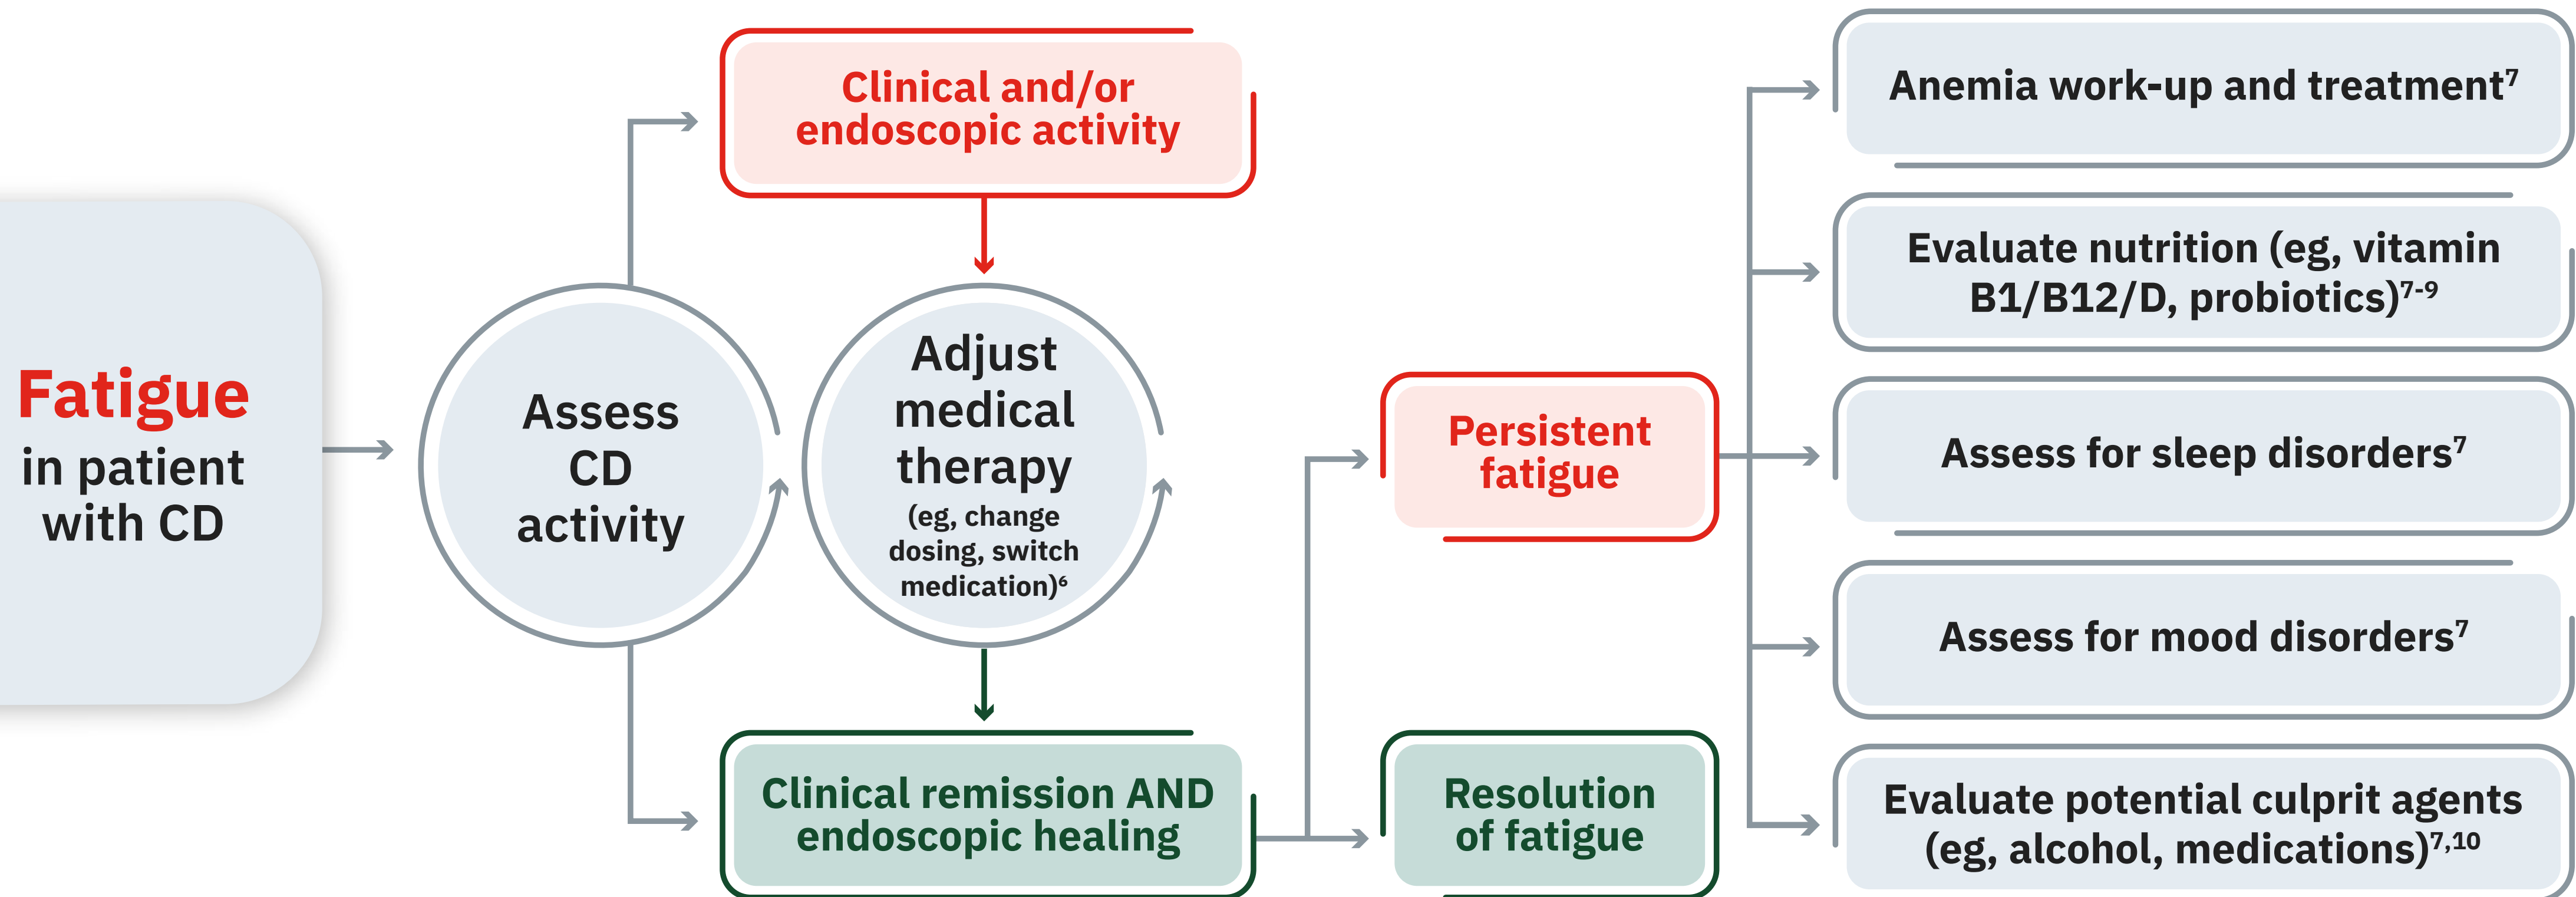 Fatigue
in patient
with CD
Assess
CD
activity
Clinical and/or
endoscopic activity
Adjust
medical
therapy
(eg, change
dosing, switch
medication)⁶
Clinical remission AND
endoscopic healing
Persistent
fatigue
Resolution
of fatigue
Anemia work-up and treatment⁷
Evaluate nutrition (eg, vitamin
B1/B12/D, probiotics)⁷⁻⁹
Assess for sleep disorders⁷
Assess for mood disorders⁷
Evaluate potential culprit agents
(eg, alcohol, medications)⁷,¹⁰